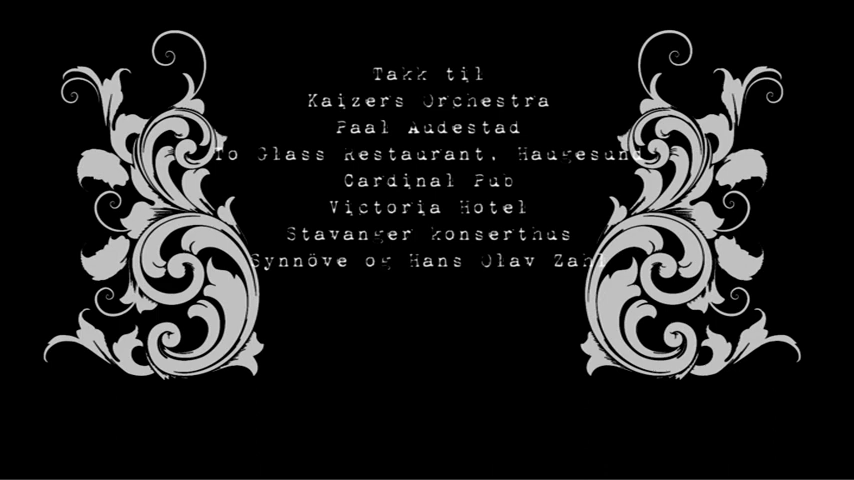 Takk til
Kaizers Orchestra
Paal Audestad
To Glass Restaurant, Haugesund
Cardinal Pub
Victoria Hotel
Stavanger konserthus
Synnöve og Hans Olav Zahl